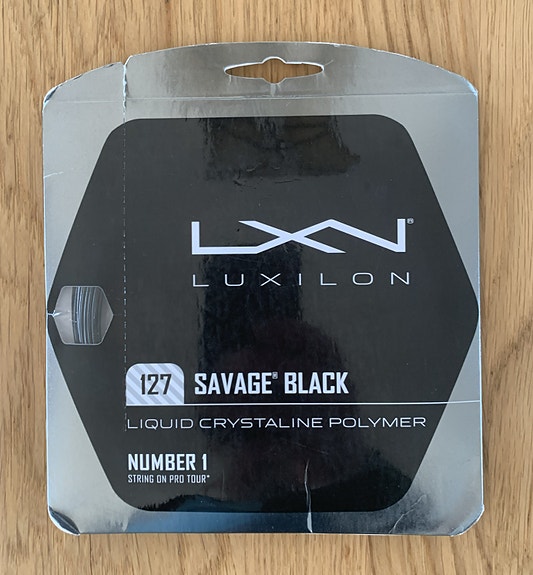 LXN®
LUXILON
127 SAVAGE® BLACK
LIQUID CRYSTALINE POLYMER
NUMBER 1
STRING ON PRO TOUR*